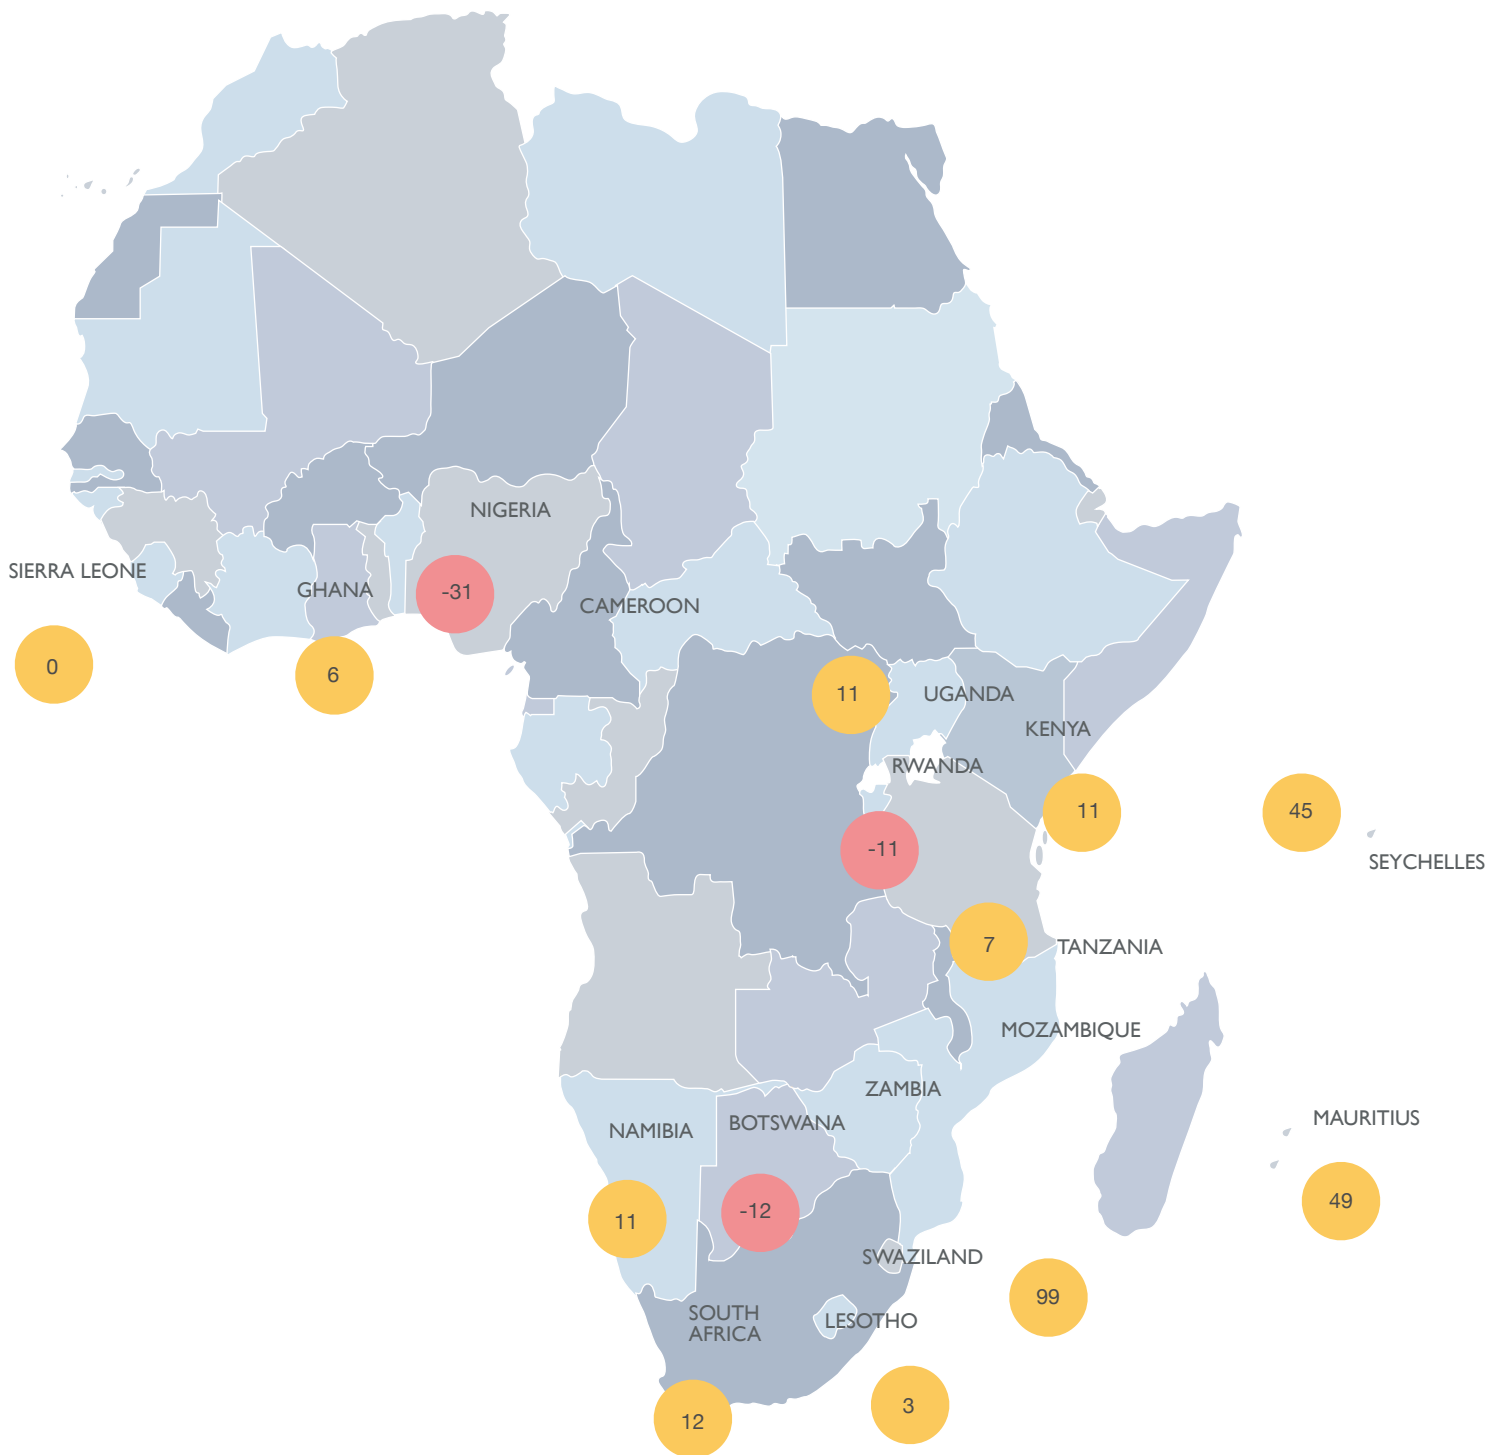 NIGERIA
SIERRA LEONE
GHANA
-31
CAMEROON
0
6
11
UGANDA
KENYA
RWANDA
11
45
-11
SEYCHELLES
7
TANZANIA
MOZAMBIQUE
ZAMBIA
MAURITIUS
BOTSWANA
NAMIBIA
49
-12
11
SWAZILAND
99
SOUTH
AFRICA
LESOTHO
3
12